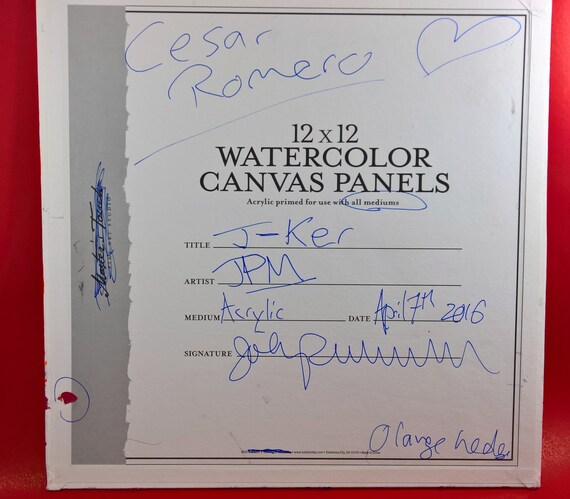 Cesar
Romero
12 x 12
WATERCOLOR
CANVAS PANELS
Acrylic primed for use with all mediums
TITLE J-Ker
ARTIST JPM
MEDIUM Acrylic DATE April 7th 2016
SIGNATURE
Orange